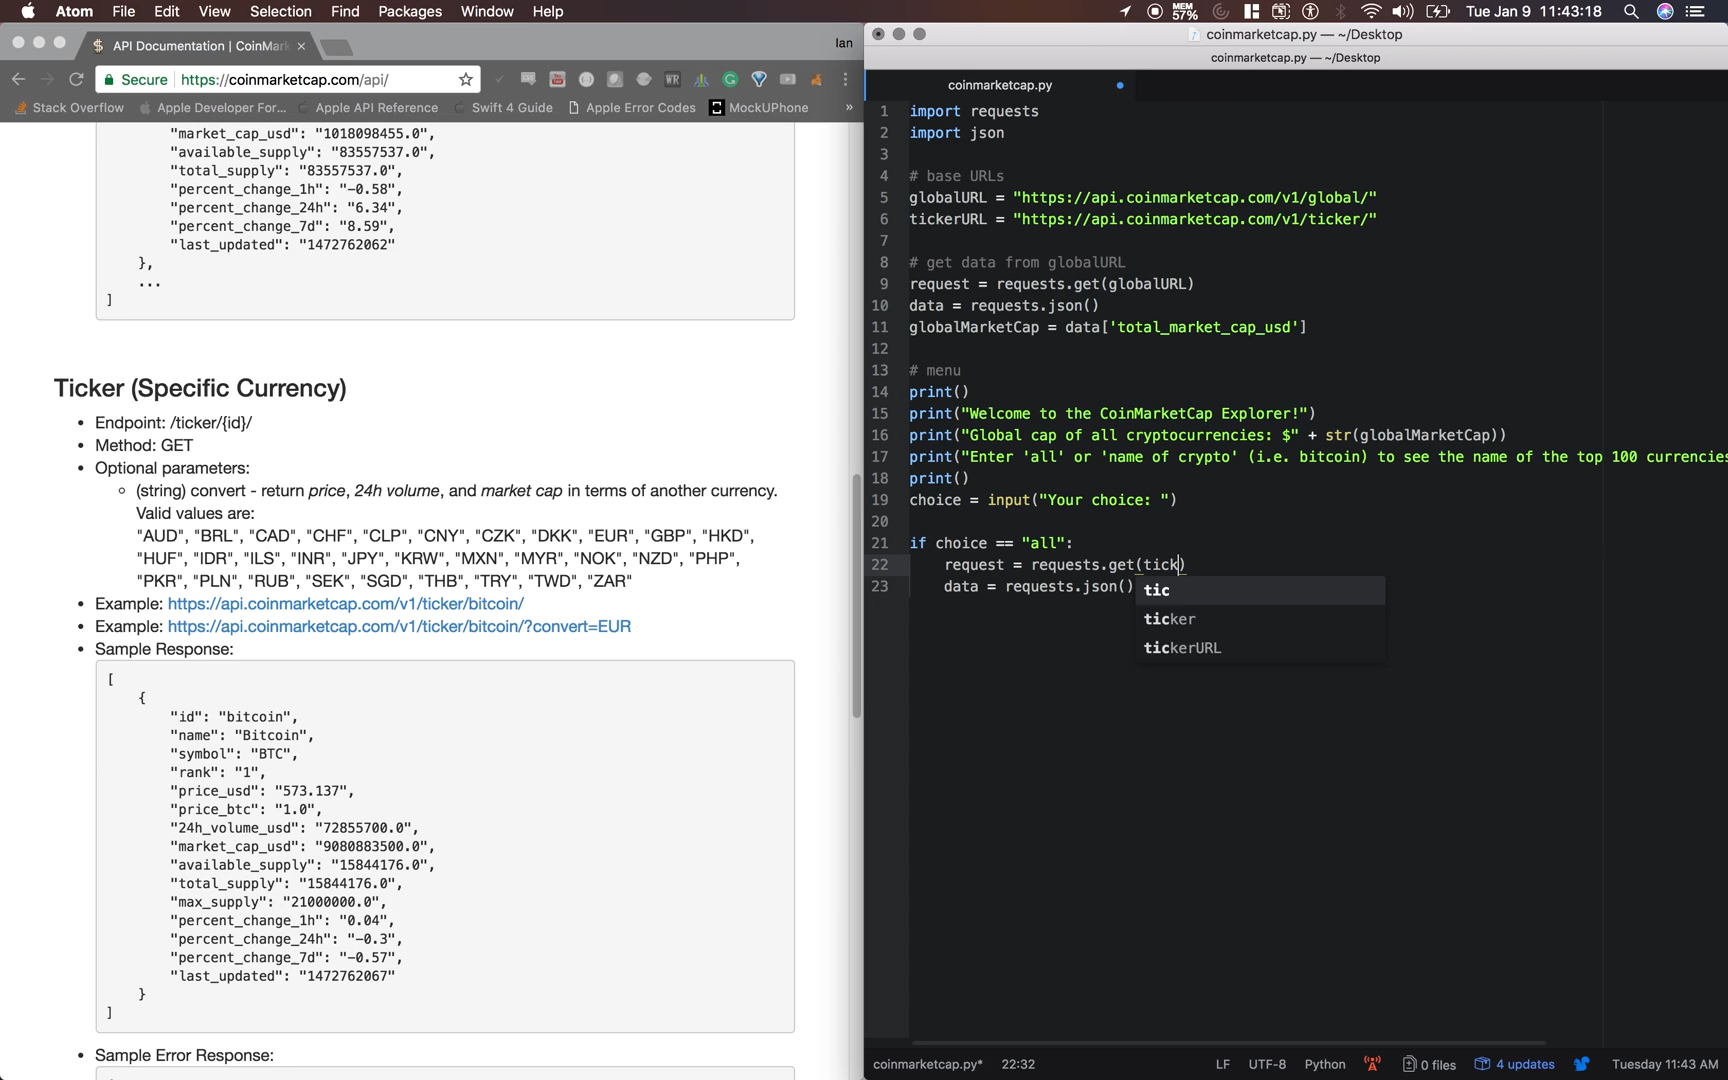 Atom File Edit View Selection Find Packages Window Help MEM 57% Tue Jan 9 11:43:18
API Documentation | CoinMark Ian
Secure https://coinmarketcap.com/api/
Stack Overflow Apple Developer For... Apple API Reference Swift 4 Guide Apple Error Codes MockUPhone »
"market_cap_usd": "1018098455.0",
"available_supply": "83557537.0",
"total_supply": "83557537.0",
"percent_change_1h": "-0.58",
"percent_change_24h": "6.34",
"percent_change_7d": "8.59",
"last_updated": "1472762062"
},
...
]
Ticker (Specific Currency)
• Endpoint: /ticker/{id}/
• Method: GET
• Optional parameters:
(string) convert - return price, 24h volume, and market cap in terms of another currency.
Valid values are:
"AUD", "BRL", "CAD", "CHF", "CLP", "CNY", "CZK", "DKK", "EUR", "GBP", "HKD",
"HUF", "IDR", "ILS", "INR", "JPY", "KRW", "MXN", "MYR", "NOK", "NZD", "PHP",
"PKR", "PLN", "RUB", "SEK", "SGD", "THB", "TRY", "TWD", "ZAR"
• Example: https://api.coinmarketcap.com/v1/ticker/bitcoin/
• Example: https://api.coinmarketcap.com/v1/ticker/bitcoin/?convert=EUR
• Sample Response:
[
{
"id": "bitcoin",
"name": "Bitcoin",
"symbol": "BTC",
"rank": "1",
"price_usd": "573.137",
"price_btc": "1.0",
"24h_volume_usd": "72855700.0",
"market_cap_usd": "9080883500.0",
"available_supply": "15844176.0",
"total_supply": "15844176.0",
"max_supply": "21000000.0",
"percent_change_1h": "0.04",
"percent_change_24h": "-0.3",
"percent_change_7d": "-0.57",
"last_updated": "1472762067"
}
]
• Sample Error Response:
coinmarketcap.py — ~/Desktop
coinmarketcap.py — ~/Desktop
coinmarketcap.py
1 import requests
2 import json
3
4 # base URLs
5 globalURL = "https://api.coinmarketcap.com/v1/global/"
6 tickerURL = "https://api.coinmarketcap.com/v1/ticker/"
7
8 # get data from globalURL
9 request = requests.get(globalURL)
10 data = requests.json()
11 globalMarketCap = data['total_market_cap_usd']
12
13 # menu
14 print()
15 print("Welcome to the CoinMarketCap Explorer!")
16 print("Global cap of all cryptocurrencies: $" + str(globalMarketCap))
17 print("Enter 'all' or 'name of crypto' (i.e. bitcoin) to see the name of the top 100 currencies
18 print()
19 choice = input("Your choice: ")
20
21 if choice == "all":
22 request = requests.get(tick)
23 data = requests.json()
tic
ticker
tickerURL
coinmarketcap.py* 22:32 LF UTF-8 Python 0 files 4 updates Tuesday 11:43 AM